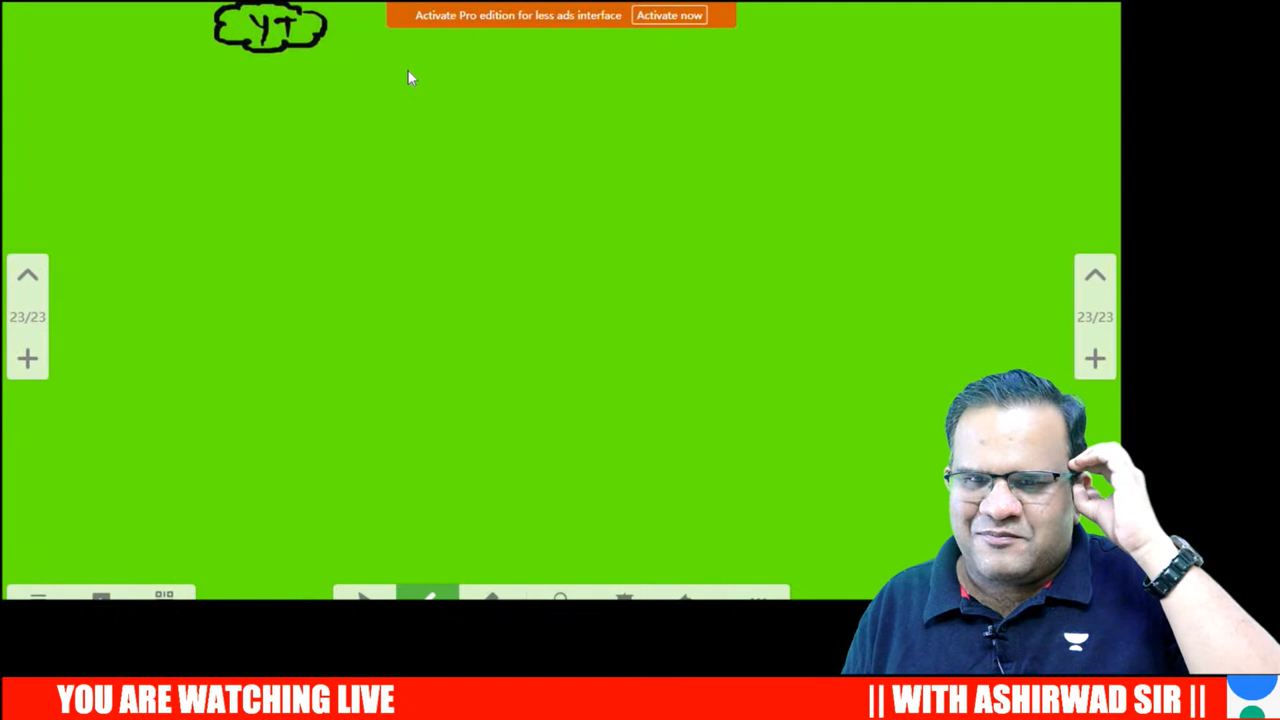 YT
Activate Pro edition for less ads interface Activate now
23/23
23/23
YOU ARE WATCHING LIVE
|| WITH ASHIRWAD SIR ||